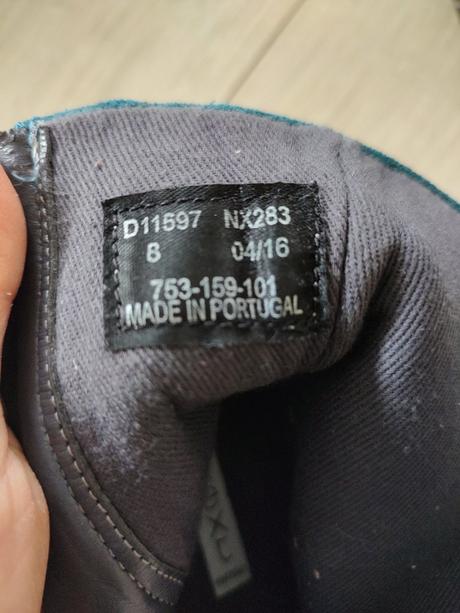 D11597 NX283
8 04/16
753-159-101
MADE IN PORTUGAL